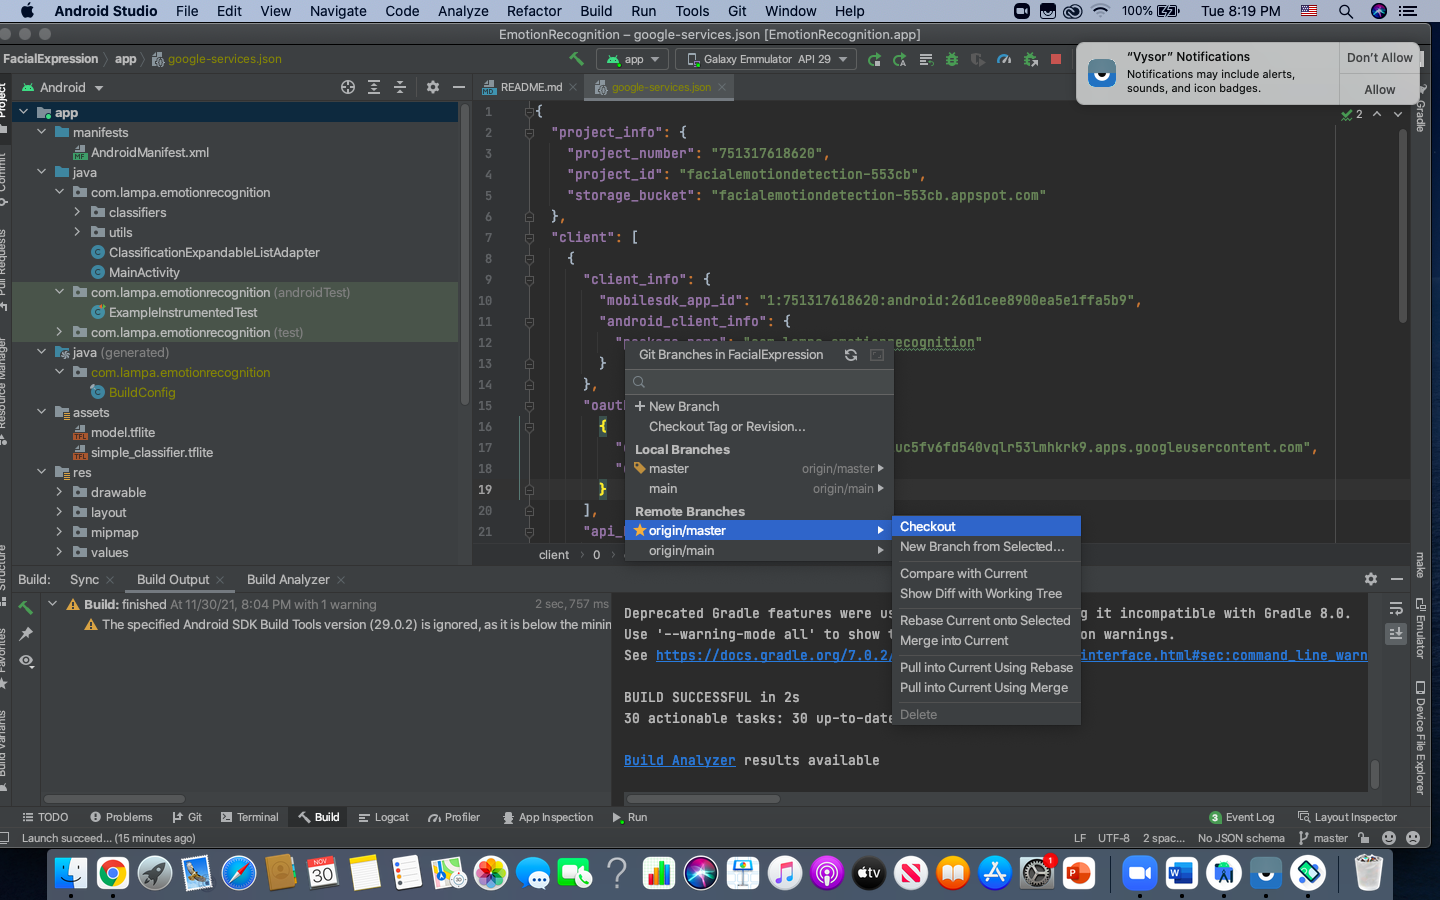 Android Studio File Edit View Navigate Code Analyze Refactor Build Run Tools Git Window Help 100% Tue 8:19 PM
EmotionRecognition – google-services.json [EmotionRecognition.app]
FacialExpression app google-services.json app Galaxy Emmulator API 29
"Vysor" Notifications
Notifications may include alerts,
sounds, and icon badges.
Don't Allow
Allow
Android
README.md google-services.json
app
manifests
AndroidManifest.xml
java
com.lampa.emotionrecognition
classifiers
utils
ClassificationExpandableListAdapter
MainActivity
com.lampa.emotionrecognition (androidTest)
ExampleInstrumentedTest
com.lampa.emotionrecognition (test)
java (generated)
com.lampa.emotionrecognition
BuildConfig
assets
model.tflite
simple_classifier.tflite
res
drawable
layout
mipmap
values
2
1 {
2 "project_info": {
3 "project_number": "751317618620",
4 "project_id": "facialemotiondetection-553cb",
5 "storage_bucket": "facialemotiondetection-553cb.appspot.com"
6 },
7 "client": [
8 {
9 "client_info": {
10 "mobilesdk_app_id": "1:751317618620:android:26d1cee8900ea5e1ffa5b9",
11 "android_client_info": {
12
13 }
14 },
15 "oaut
16 {
17 uc5fv6fd540vqlr53lmhkrk9.apps.googleusercontent.com",
18
19 }
20 ],
21 "api_
client 0
Git Branches in FacialExpression
+ New Branch
Checkout Tag or Revision...
Local Branches
master origin/master
main origin/main
Remote Branches
origin/master
origin/main
Checkout
New Branch from Selected...
Compare with Current
Show Diff with Working Tree
Rebase Current onto Selected
Merge into Current
Pull into Current Using Rebase
Pull into Current Using Merge
Delete
Build: Sync Build Output Build Analyzer
Build: finished At 11/30/21, 8:04 PM with 1 warning 2 sec, 757 ms
The specified Android SDK Build Tools version (29.0.2) is ignored, as it is below the minin
Deprecated Gradle features were us g it incompatible with Gradle 8.0.
Use '--warning-mode all' to show t on warnings.
See https://docs.gradle.org/7.0.2/ interface.html#sec:command_line_warn
BUILD SUCCESSFUL in 2s
30 actionable tasks: 30 up-to-date
Build Analyzer results available
Project
Commit
Pull Requests
Resource Manager
Structure
Favorites
Build Variants
Gradle
make
Emulator
Device File Explorer
TODO Problems Git Terminal Build Logcat Profiler App Inspection Run 3 Event Log Layout Inspector
Launch succeed... (15 minutes ago) LF UTF-8 2 spac... No JSON schema master
NOV
30
tv
1